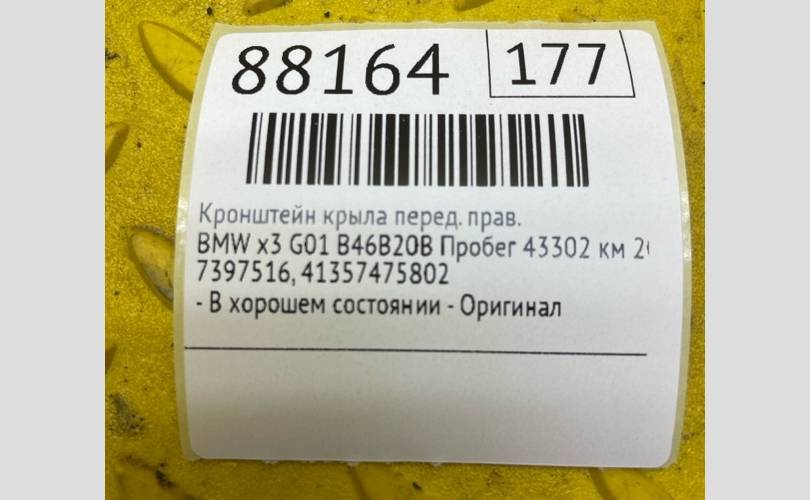 88164 177
Кронштейн крыла перед. прав.
BMW x3 G01 B46B20B Пробег 43302 км
7397516, 41357475802
- В хорошем состоянии - Оригинал